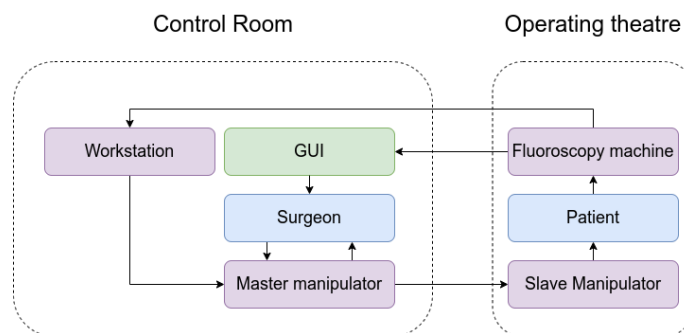 Control Room
Operating theatre
Workstation
GUI
Fluoroscopy machine
Surgeon
Patient
Master manipulator
Slave Manipulator